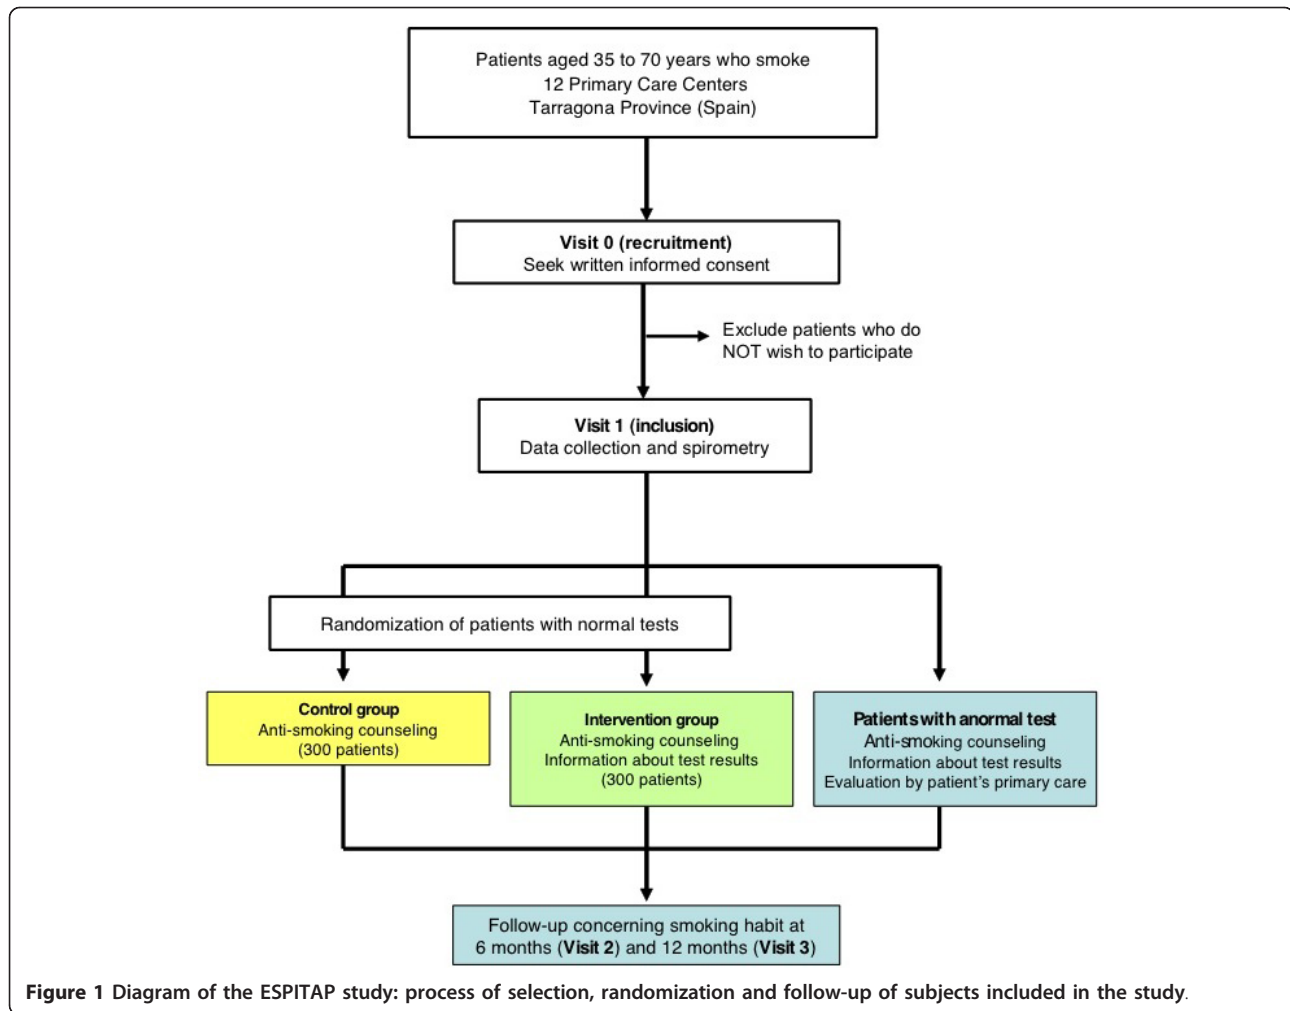 Patients aged 35 to 70 years who smoke
12 Primary Care Centers
Tarragona Province (Spain)
Visit 0 (recruitment)
Seek written informed consent
Exclude patients who do
NOT wish to participate
Visit 1 (inclusion)
Data collection and spirometry
Randomization of patients with normal tests
Control group
Anti-smoking counseling
(300 patients)
Intervention group
Anti-smoking counseling
Information about test results
(300 patients)
Patients with anormal test
Anti-smoking counseling
Information about test results
Evaluation by patient's primary care
Follow-up concerning smoking habit at
6 months (Visit 2) and 12 months (Visit 3)
Figure 1 Diagram of the ESPITAP study: process of selection, randomization and follow-up of subjects included in the study.